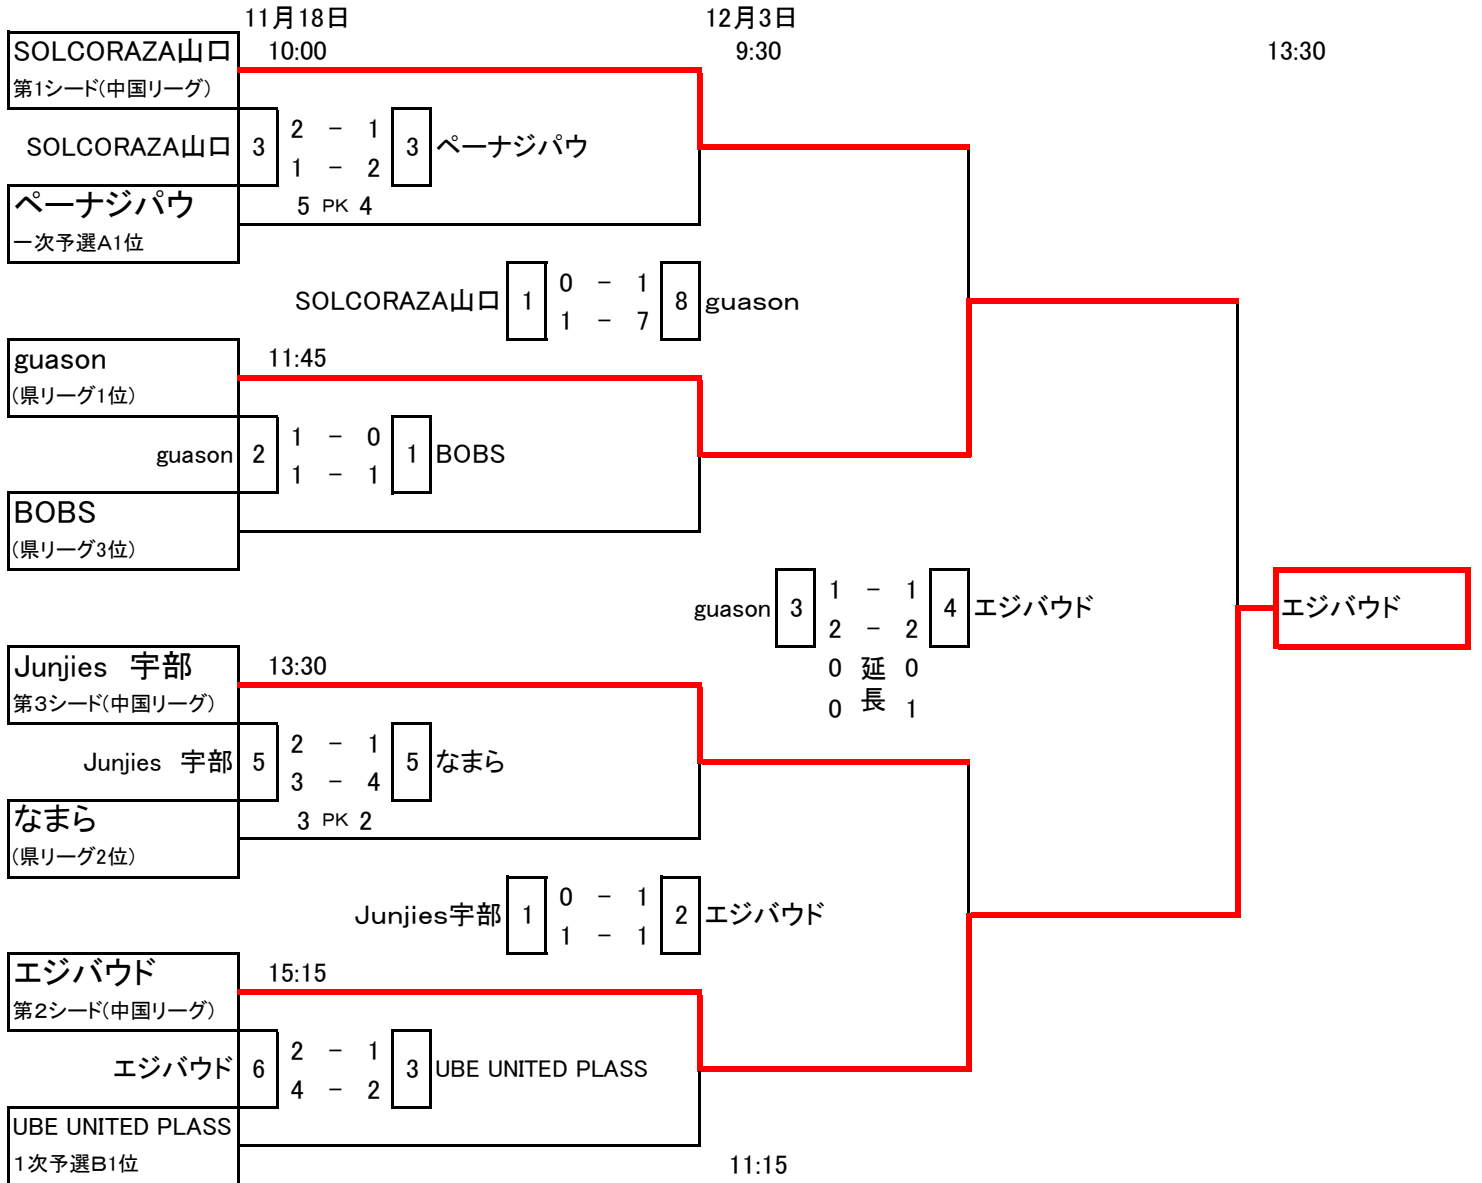 11月18日
12月3日
SOLCORAZA山口
10:00
9:30
13:30
第1シード(中国リーグ)
2 － 1
SOLCORAZA山口 3
3 ペーナジパウ
1 － 2
ペーナジパウ
5 PK 4
一次予選A1位
0 － 1
SOLCORAZA山口 1
8 guason
1 － 7
guason
11:45
(県リーグ1位)
1 － 0
guason 2
1 BOBS
1 － 1
BOBS
(県リーグ3位)
1 － 1
guason 3
4 エジバウド
エジバウド
2 － 2
0 延長 0
0 1
Junjies　宇部
13:30
第3シード(中国リーグ)
2 － 1
Junjies　宇部 5
5 なまら
3 － 4
なまら
3 PK 2
(県リーグ2位)
0 － 1
Junjies宇部 1
2 エジバウド
1 － 1
エジバウド
15:15
第２シード(中国リーグ)
2 － 1
エジバウド 6
3 UBE UNITED PLASS
4 － 2
UBE UNITED PLASS
１次予選Ｂ1位
11:15